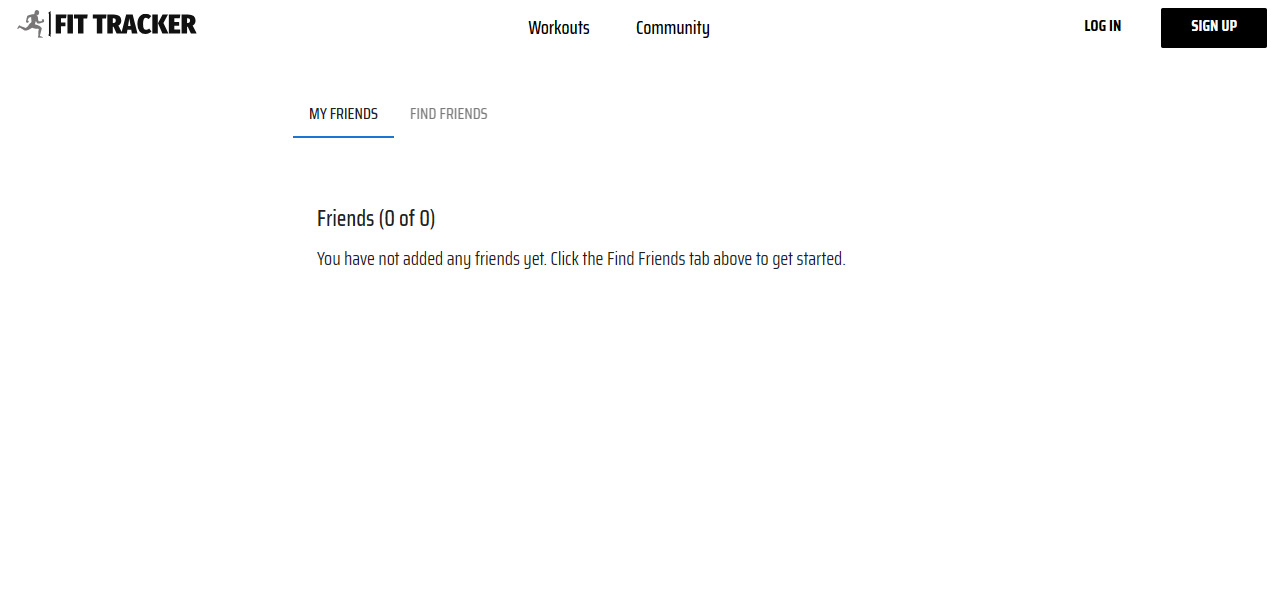 FIT TRACKER
Workouts
Community
LOG IN
SIGN UP
MY FRIENDS
FIND FRIENDS
Friends (0 of 0)
You have not added any friends yet. Click the Find Friends tab above to get started.